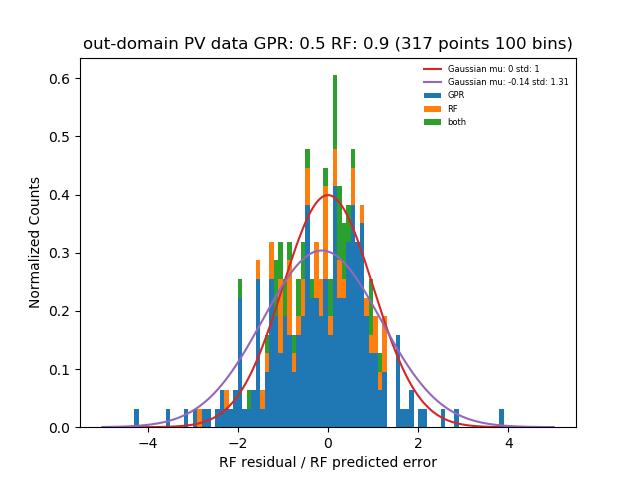 out-domain PV data GPR: 0.5 RF: 0.9 (317 points 100 bins)
Gaussian mu: 0 std: 1
Gaussian mu: -0.14 std: 1.31
GPR
RF
both
Normalized Counts
0.6
0.5
0.4
0.3
0.2
0.1
0.0
−4 −2 0 2 4
RF residual / RF predicted error